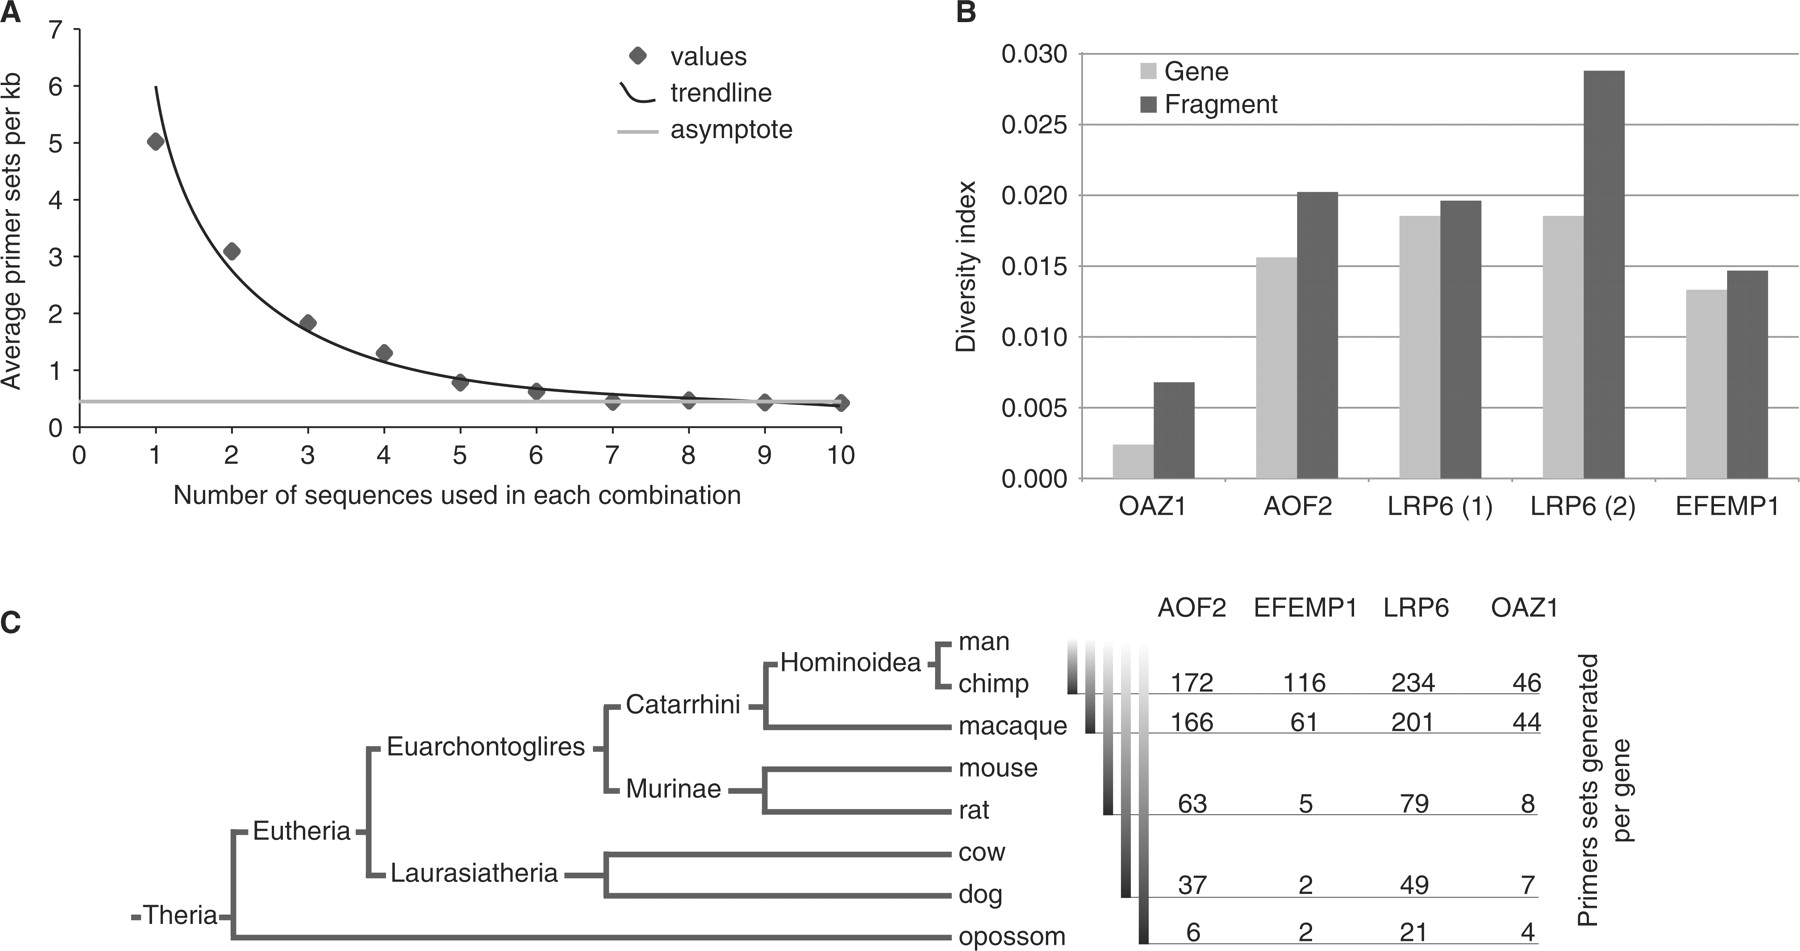 A
7
6
5
4
3
2
1
0
Average primer sets per kb
values
trendline
asymptote
0 1 2 3 4 5 6 7 8 9 10
Number of sequences used in each combination
B
0.030
0.025
0.020
0.015
0.010
0.005
0.000
Diversity index
Gene
Fragment
OAZ1 AOF2 LRP6 (1) LRP6 (2) EFEMP1
C
AOF2 EFEMP1 LRP6 OAZ1
man
Hominoidea
chimp 172 116 234 46
Catarrhini
macaque 166 61 201 44
Euarchontoglires
mouse
Murinae
rat 63 5 79 8
Eutheria
cow
Laurasiatheria
dog 37 2 49 7
Theria
opossom 6 2 21 4
Primers sets generated
per gene